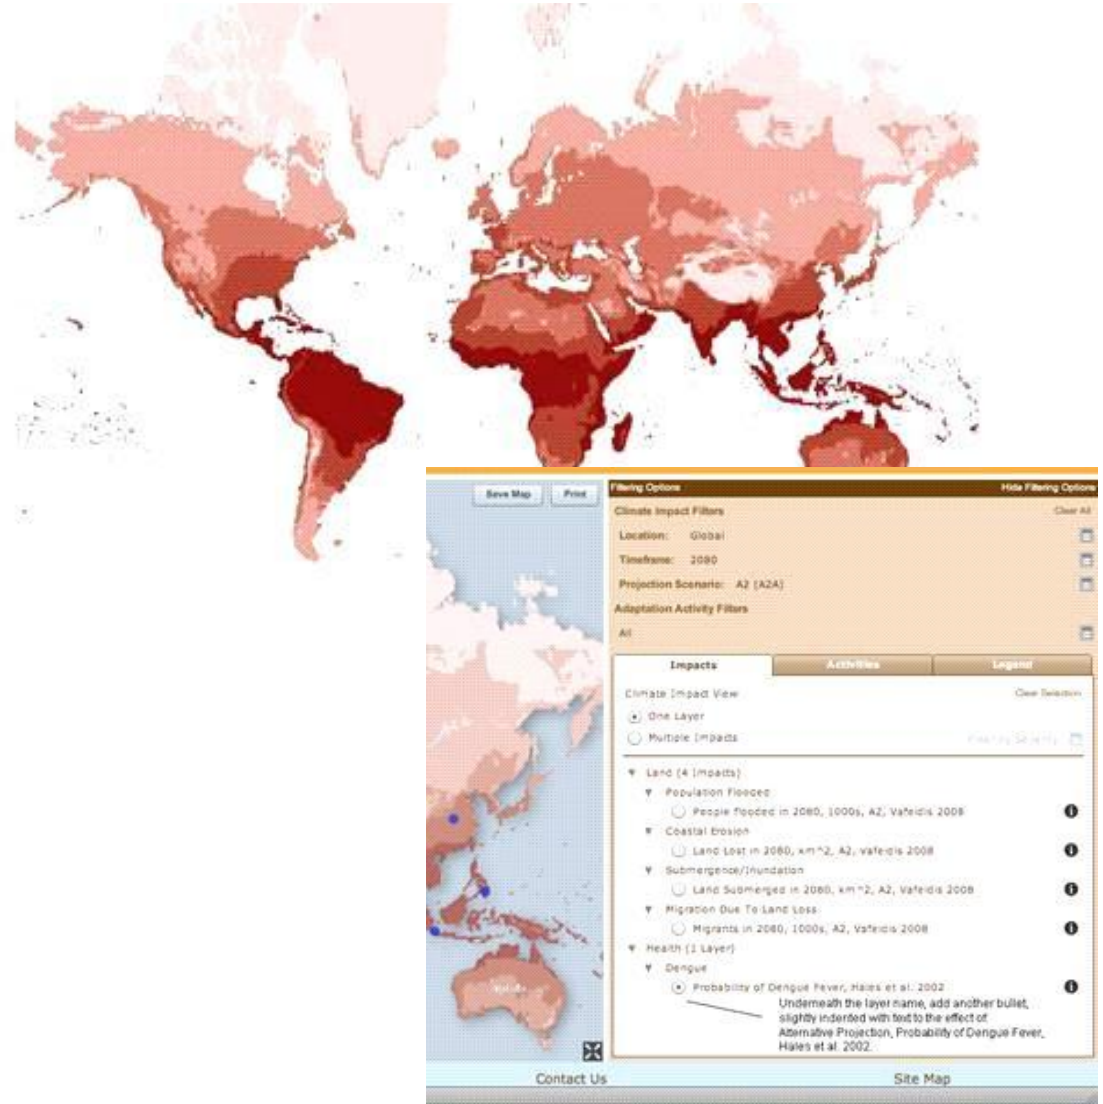 Save Map Print Filtering Options Hide Filtering Options
Climate Impact Filters Clear All
Location: Global
Timeframe: 2080
Projection Scenario: A2 (A2A)
Adaptation Activity Filters
All
Impacts Activities Legend
Climate Impact View Clear Selection
One Layer
Multiple Impacts
Land (4 Impacts)
Population Flooded
People flooded in 2080, 1000s, A2, Vafeidis 2008
Coastal Erosion
Land Lost in 2080, km^2, A2, Vafeidis 2008
Submergence/Inundation
Land Submerged in 2080, km^2, A2, Vafeidis 2008
Migration Due To Land Loss
Migrants in 2080, 1000s, A2, Vafeidis 2008
Health (1 Layer)
Dengue
Probability of Dengue Fever, Hales et al. 2002
Underneath the layer name, add another bullet,
slightly indented with text to the effect of:
Alternative Projection, Probability of Dengue Fever,
Hales et al. 2002.
Contact Us Site Map